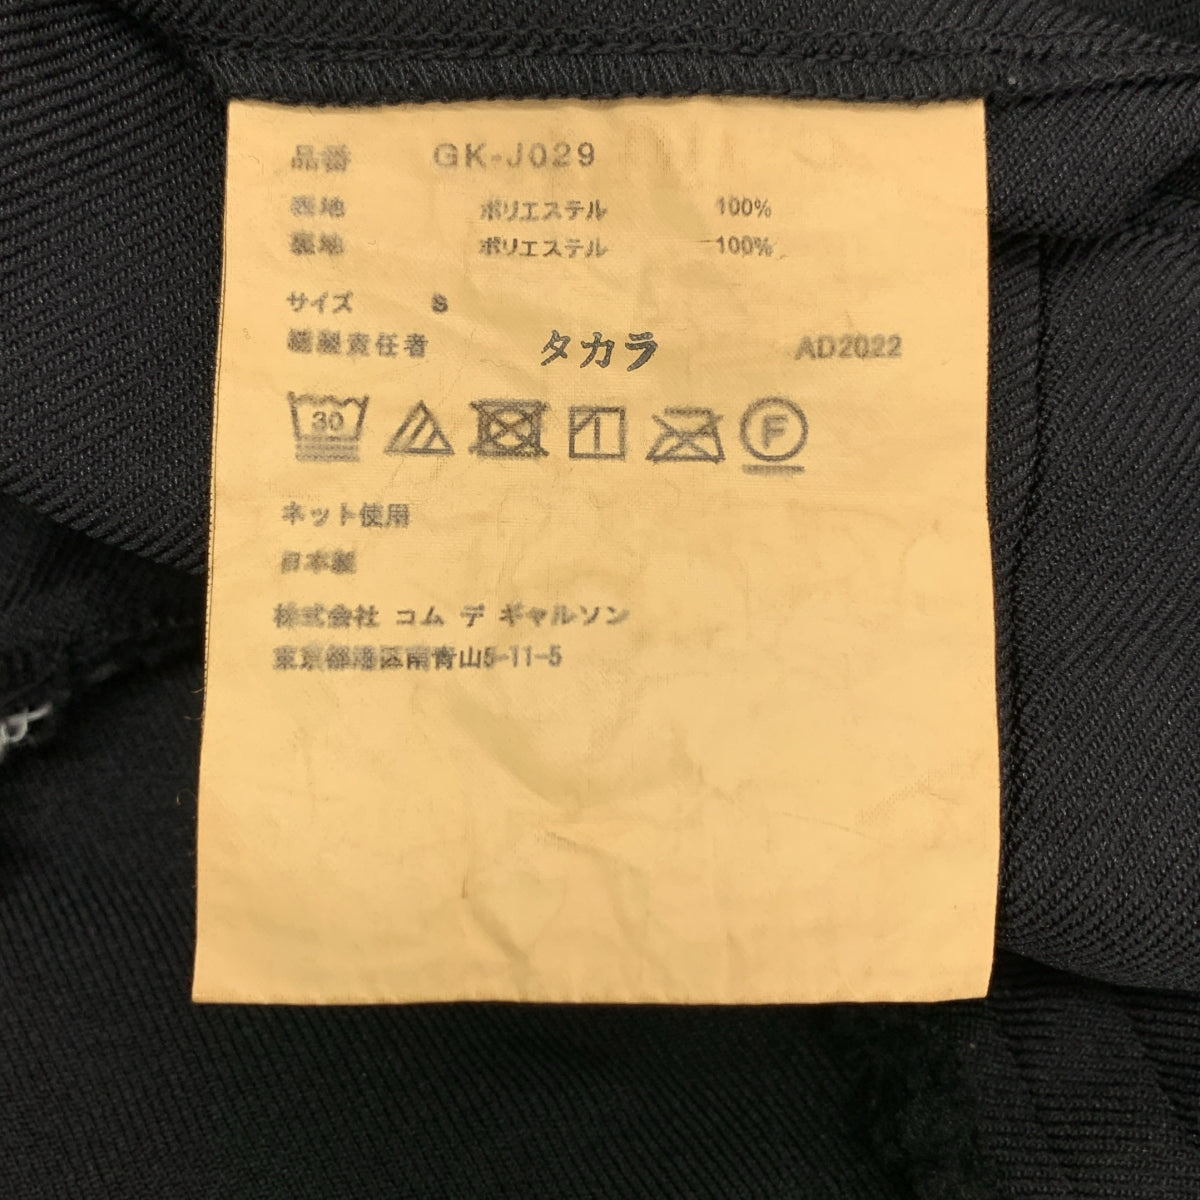 品番 GK-J029
表地 ポリエステル 100%
裏地 ポリエステル 100%
サイズ S
縫製責任者 タカラ AD2022
30 F
ネット使用
日本製
株式会社 コム デ ギャルソン
東京都港区南青山5-11-5